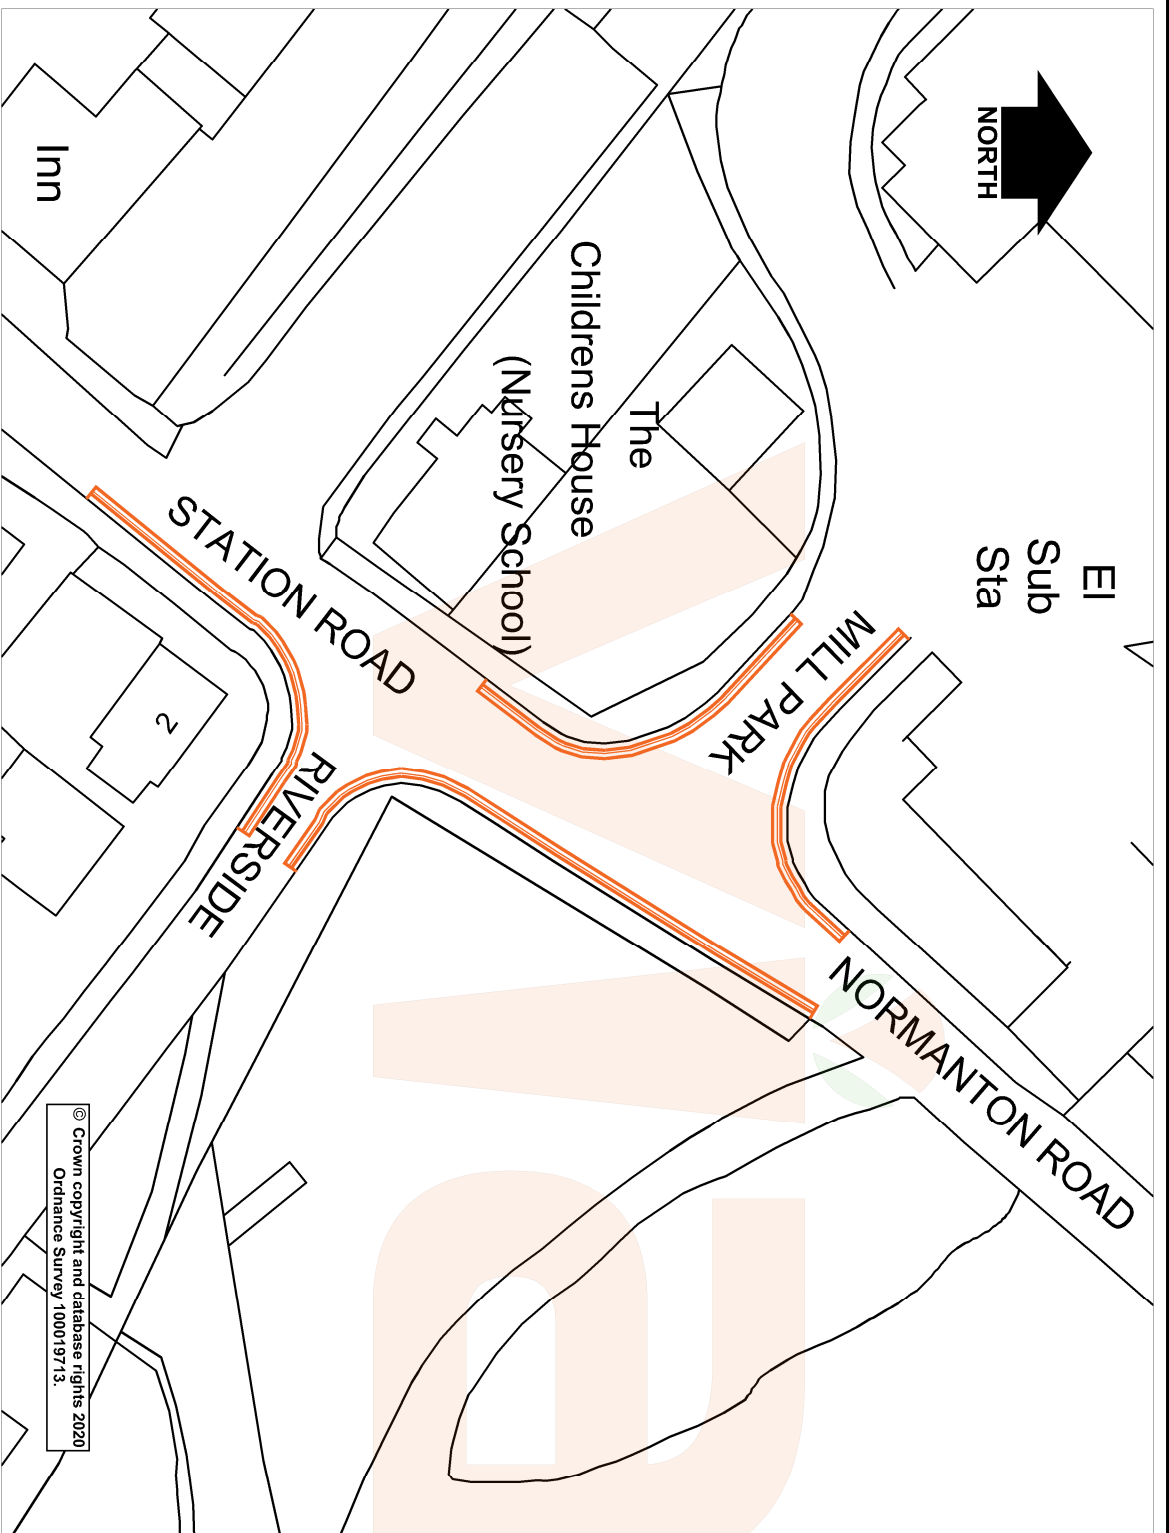 NORTH
El
Sub
Sta
The
Childrens House
(Nursery School)
Inn
MILL PARK
STATION ROAD
NORMANTON ROAD
RIVERSIDE
2
© Crown copyright and database rights 2020
Ordnance Survey 100019713.